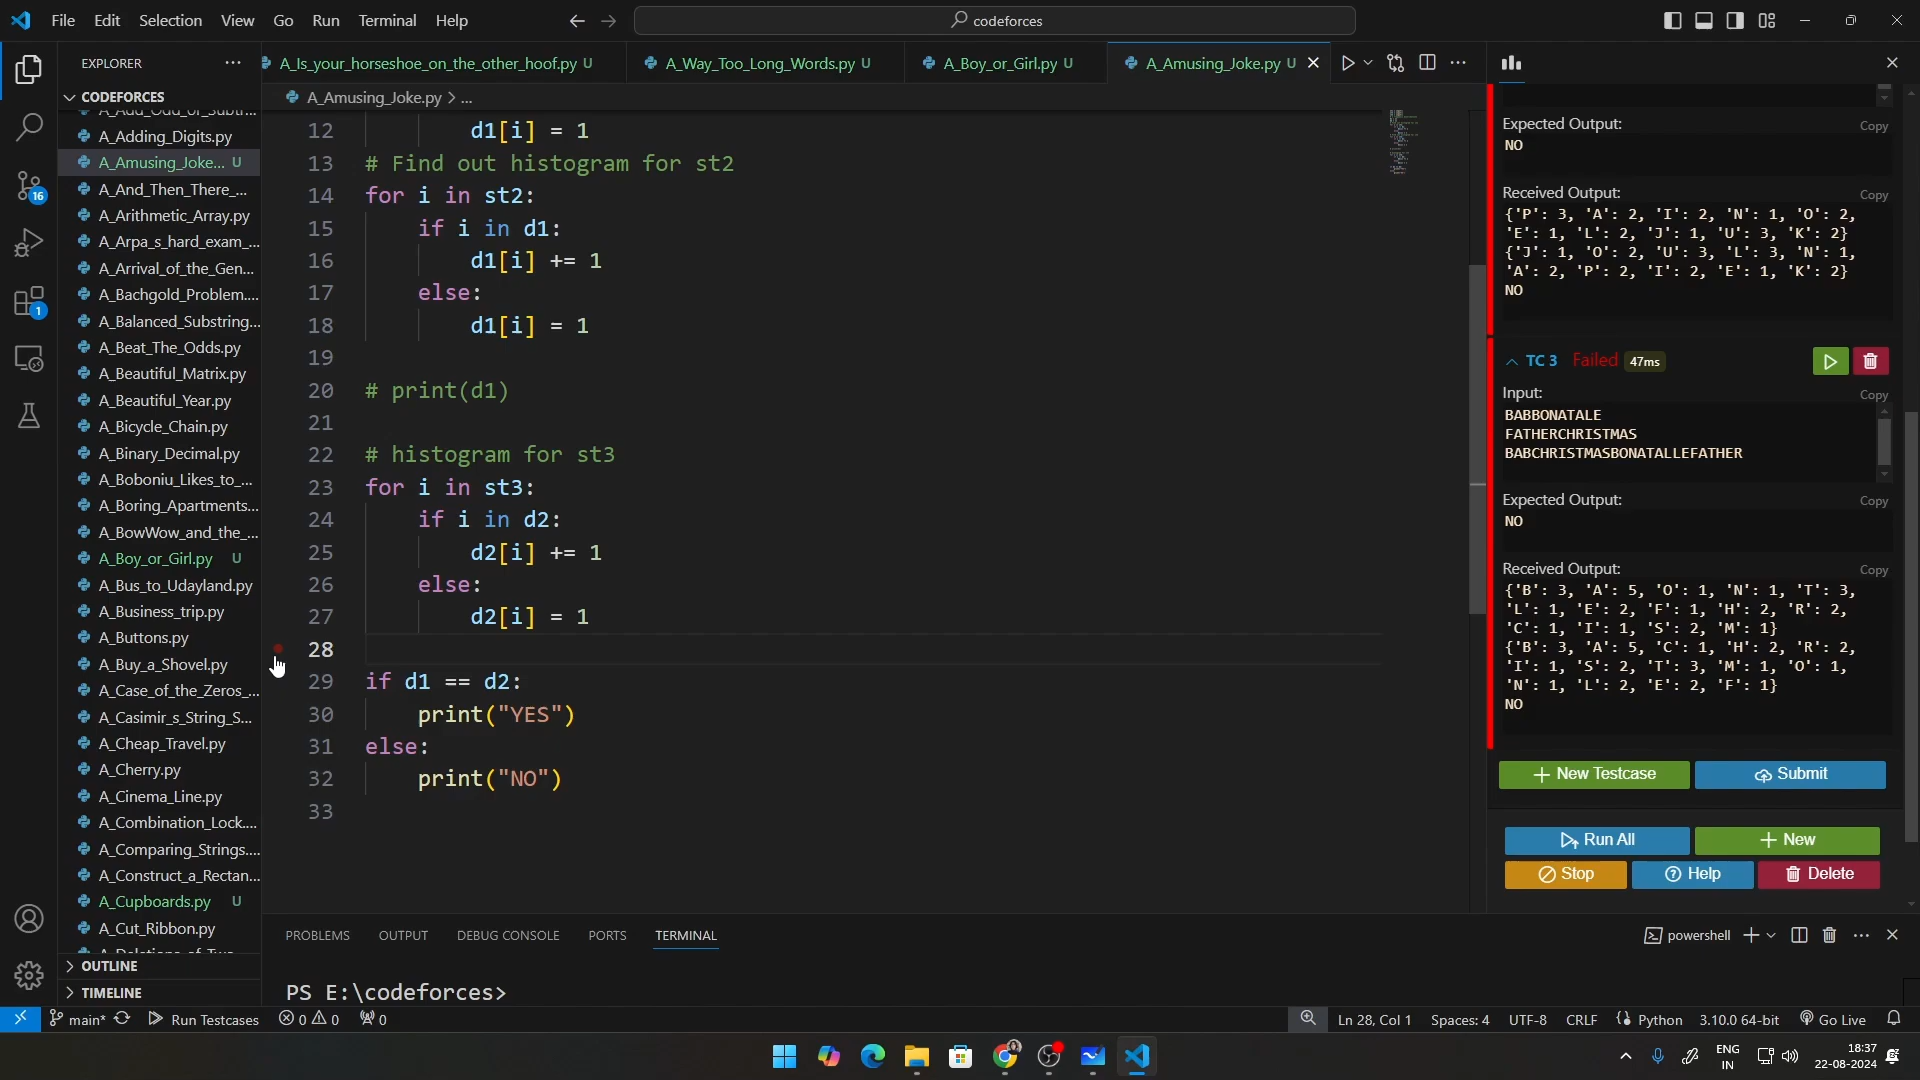 File Edit Selection View Go Run Terminal Help
codeforces
EXPLORER
CODEFORCES
A_Adding_Digits.py
A_Amusing_Joke... U
A_And_Then_There_...
A_Arithmetic_Array.py
A_Arpa_s_hard_exam_...
A_Arrival_of_the_Gen...
A_Bachgold_Problem....
A_Balanced_Substring...
A_Beat_The_Odds.py
A_Beautiful_Matrix.py
A_Beautiful_Year.py
A_Bicycle_Chain.py
A_Binary_Decimal.py
A_Boboniu_Likes_to_...
A_Boring_Apartments...
A_BowWow_and_the_...
A_Boy_or_Girl.py U
A_Bus_to_Udayland.py
A_Business_trip.py
A_Buttons.py
A_Buy_a_Shovel.py
A_Case_of_the_Zeros_...
A_Casimir_s_String_S...
A_Cheap_Travel.py
A_Cherry.py
A_Cinema_Line.py
A_Combination_Lock....
A_Comparing_Strings....
A_Construct_a_Rectan...
A_Cupboards.py U
A_Cut_Ribbon.py
OUTLINE
TIMELINE
16
1
A_Is_your_horseshoe_on_the_other_hoof.py U
A_Way_Too_Long_Words.py U
A_Boy_or_Girl.py U
A_Amusing_Joke.py U
A_Amusing_Joke.py > ...
12 d1[i] = 1
13 # Find out histogram for st2
14 for i in st2:
15 if i in d1:
16 d1[i] += 1
17 else:
18 d1[i] = 1
19
20 # print(d1)
21
22 # histogram for st3
23 for i in st3:
24 if i in d2:
25 d2[i] += 1
26 else:
27 d2[i] = 1
28
29 if d1 == d2:
30 print("YES")
31 else:
32 print("NO")
33
Expected Output: Copy
NO
Received Output: Copy
{'P': 3, 'A': 2, 'I': 2, 'N': 1, 'O': 2,
'E': 1, 'L': 2, 'J': 1, 'U': 3, 'K': 2}
{'J': 1, 'O': 2, 'U': 3, 'L': 3, 'N': 1,
'A': 2, 'P': 2, 'I': 2, 'E': 1, 'K': 2}
NO
TC 3 Failed 47ms
Input: Copy
BABBONATALE
FATHERCHRISTMAS
BABCHRISTMASBONATALLEFATHER
Expected Output: Copy
NO
Received Output: Copy
{'B': 3, 'A': 5, 'O': 1, 'N': 1, 'T': 3,
'L': 1, 'E': 2, 'F': 1, 'H': 2, 'R': 2,
'C': 1, 'I': 1, 'S': 2, 'M': 1}
{'B': 3, 'A': 5, 'C': 1, 'H': 2, 'R': 2,
'I': 1, 'S': 2, 'T': 3, 'M': 1, 'O': 1,
'N': 1, 'L': 2, 'E': 2, 'F': 1}
NO
+ New Testcase Submit
Run All + New
Stop Help Delete
PROBLEMS OUTPUT DEBUG CONSOLE PORTS TERMINAL
powershell
PS E:\codeforces>
main* Run Testcases 0 0 0
Ln 28, Col 1 Spaces: 4 UTF-8 CRLF Python 3.10.0 64-bit Go Live
ENG
IN
18:37
22-08-2024